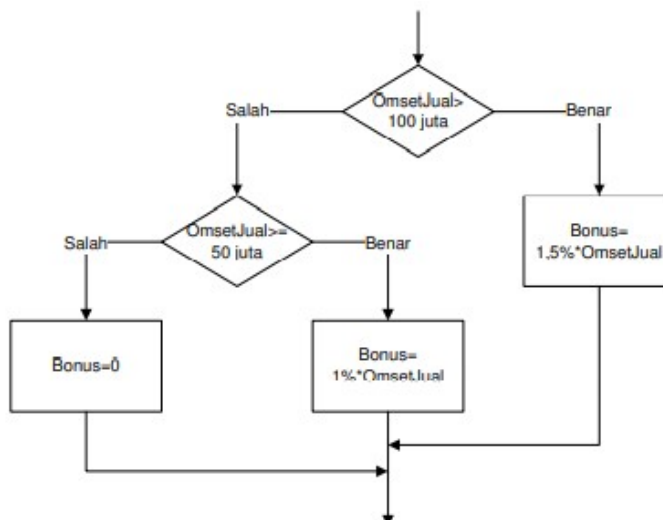 OmsetJual>
100 juta
Salah
Benar
OmsetJual>=
50 juta
Salah
Benar
Bonus=
1,5%*OmsetJual
Bonus=0
Bonus=
1%*OmsetJual